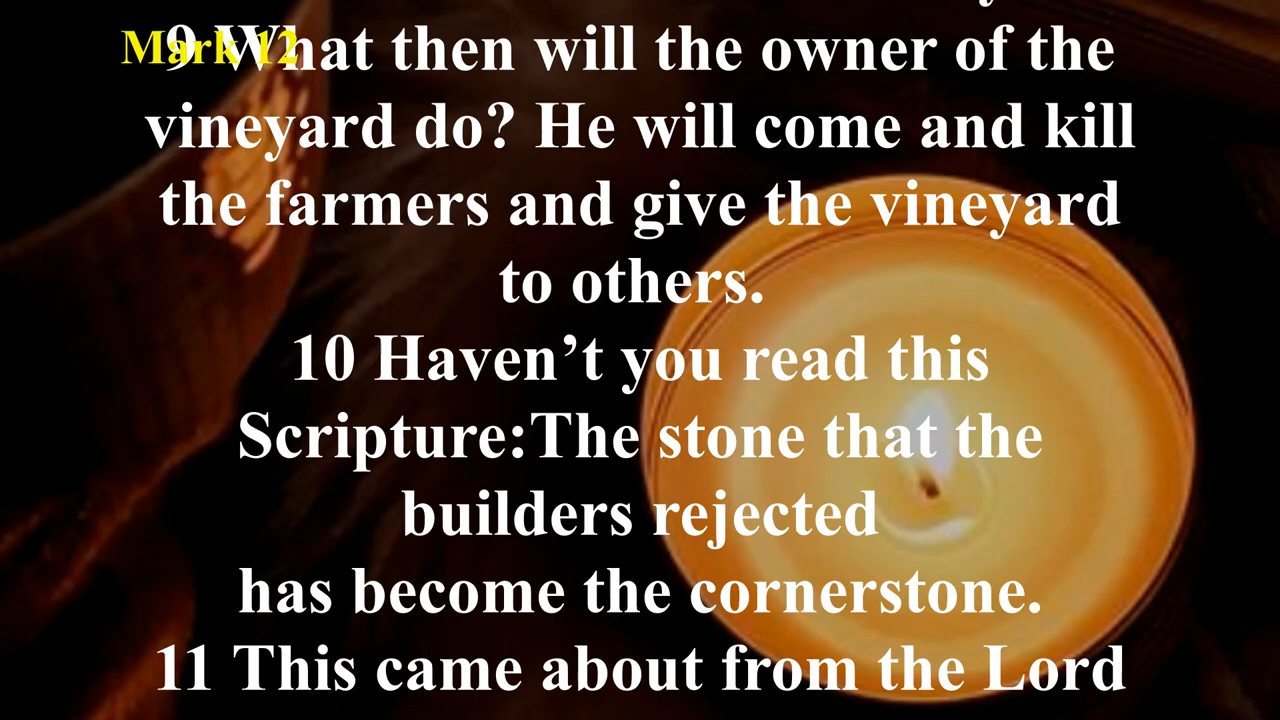 Mark 12
9 What then will the owner of the
vineyard do? He will come and kill
the farmers and give the vineyard
to others.
10 Haven’t you read this
Scripture:The stone that the
builders rejected
has become the cornerstone.
11 This came about from the Lord